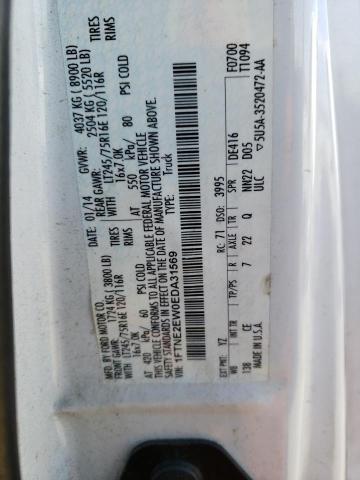 MFD. BY FORD MOTOR CO.
01/14 GVWR: 4037 KG ( 8900 LB)
FRONT GAWR: 1724 KG ( 3800 LB)
REAR GAWR: 2504 KG ( 5520 LB)
LT245/75R16E 120/116R TIRES
WITH LT245/75R16E 120/116R TIRES
16x7.0K RIMS
WITH 16x7.0K RIMS
AT 420 kPa/ 60 PSI COLD
AT 550 kPa/ 80 PSI COLD
THIS VEHICLE CONFORMS TO ALL APPLICABLE FEDERAL MOTOR VEHICLE
SAFETY STANDARDS IN EFFECT ON THE DATE OF MANUFACTURE
SHOWN ABOVE.
VIN: 1FTNE2EW0EDA31569
TYPE: Truck
F0700
T1094
EXT PNT: YZ RC: 71 DSO: 3995
WB INT TR TP/PS R AXLE TR SPR DE416
138 CE 7 22 Q NN22 DO5
MADE IN U.S.A. ULC 5U5A-3520472-AA